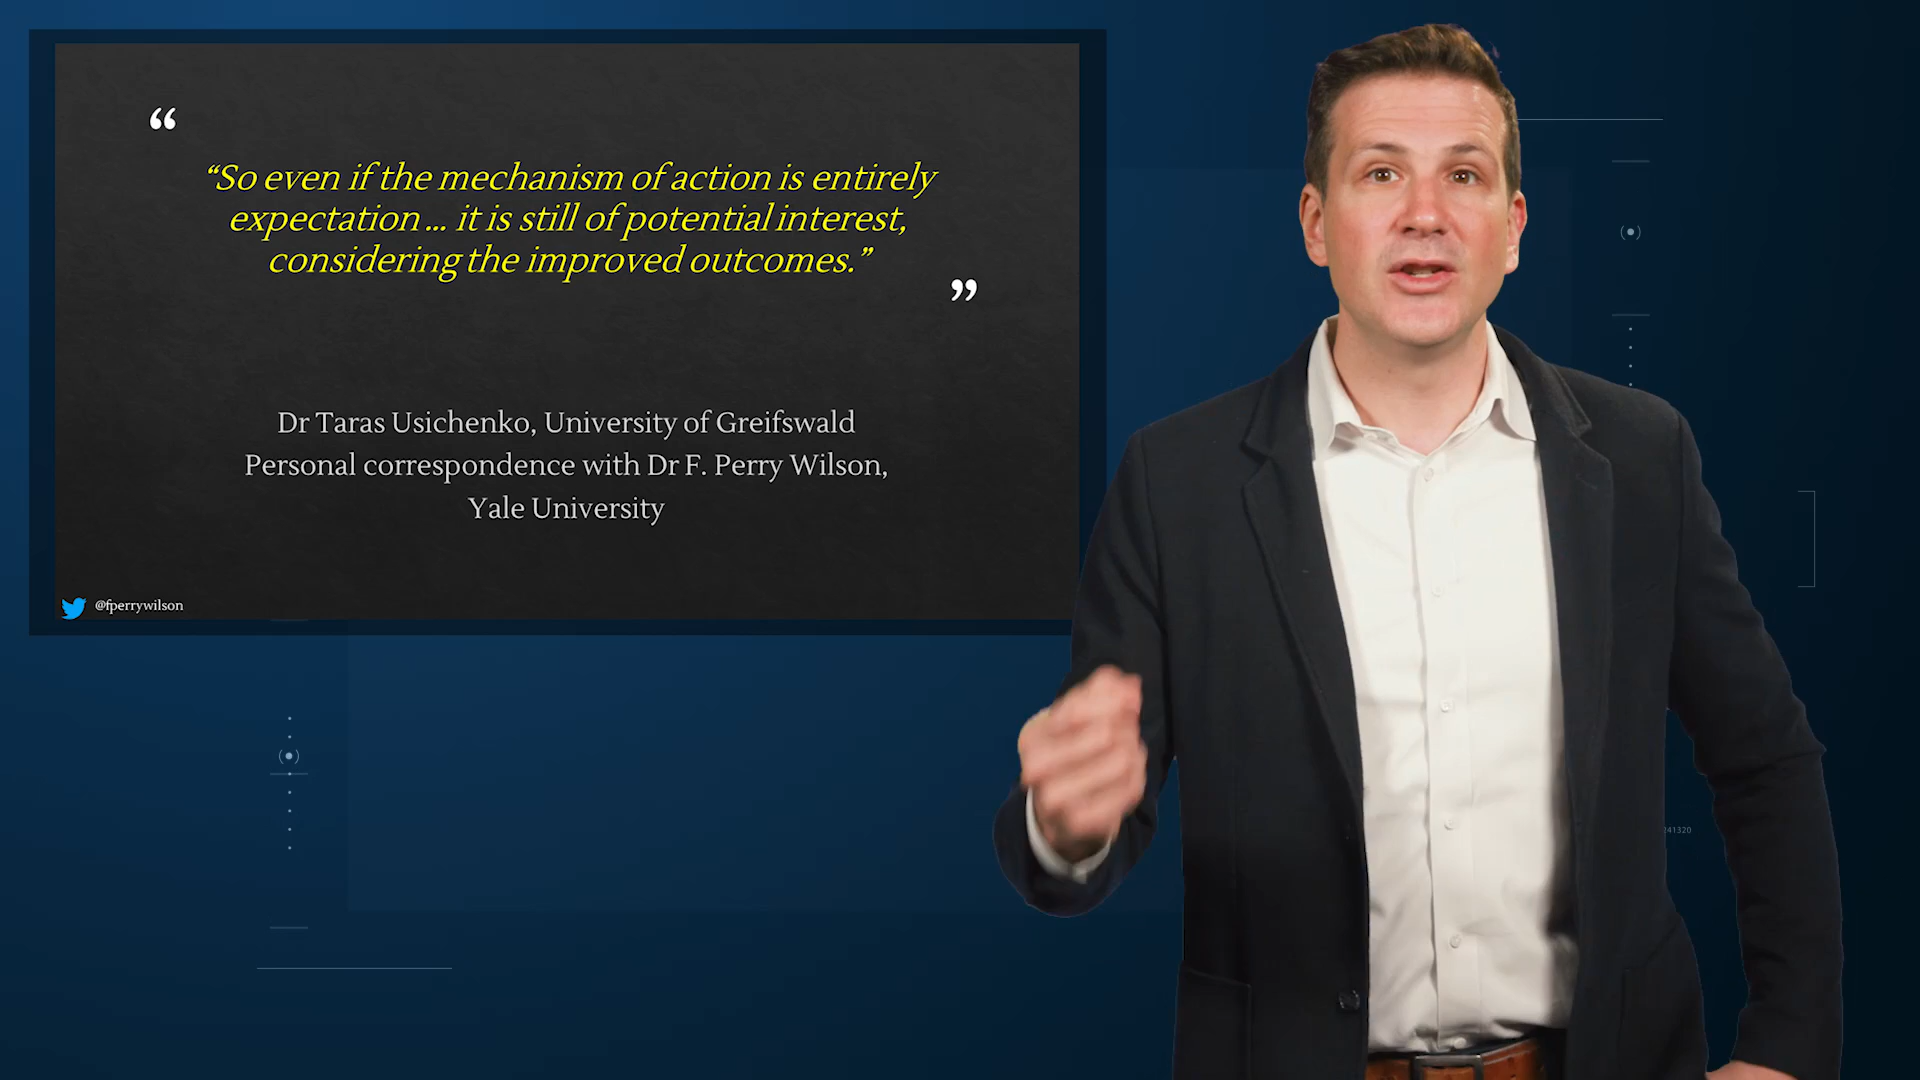 “
“So even if the mechanism of action is entirely
expectation ... it is still of potential interest,
considering the improved outcomes.”
”
Dr Taras Usichenko, University of Greifswald
Personal correspondence with Dr F. Perry Wilson,
Yale University
@fperrywilson
241320